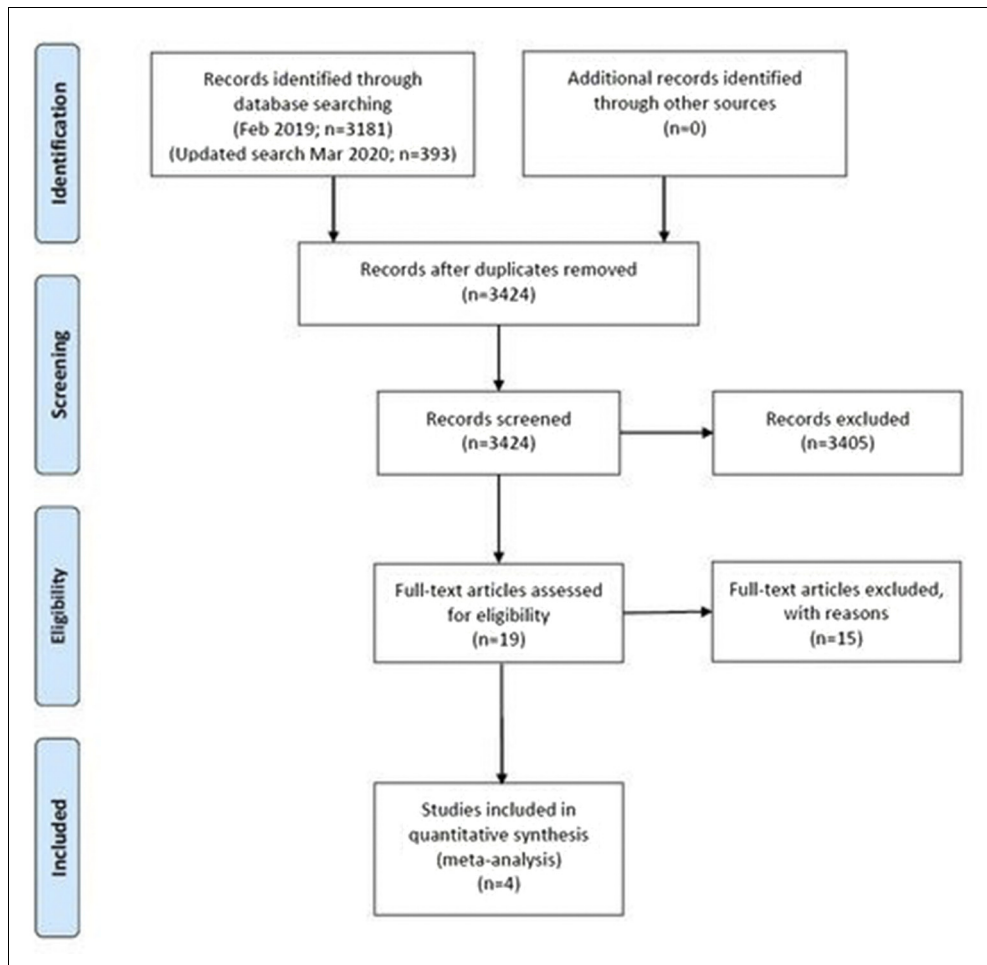 Identification
Records identified through
database searching
(Feb 2019; n=3181)
(Updated search Mar 2020; n=393)
Additional records identified
through other sources
(n=0)
Records after duplicates removed
(n=3424)
Screening
Records screened
(n=3424)
Records excluded
(n=3405)
Eligibility
Full-text articles assessed
for eligibility
(n=19)
Full-text articles excluded,
with reasons
(n=15)
Included
Studies included in
quantitative synthesis
(meta-analysis)
(n=4)